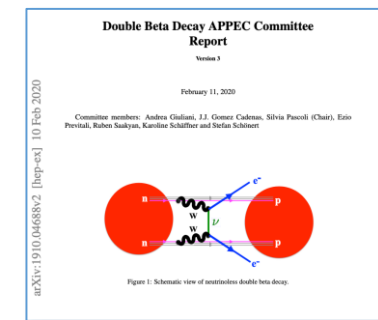 Double Beta Decay APPEC Committee
Report
Version 3
February 11, 2020
Committee members: Andrea Giuliani, J.J. Gomez Cadenas, Silvia Pascoli (Chair), Ezio
Previtali, Ruben Saakyan, Karoline Schäffner and Stefan Schönert
arXiv:1910.04688v2 [hep-ex] 10 Feb 2020
e-
n
p
W
ν
W
n
p
e-
Figure 1: Schematic view of neutrinoless double beta decay.